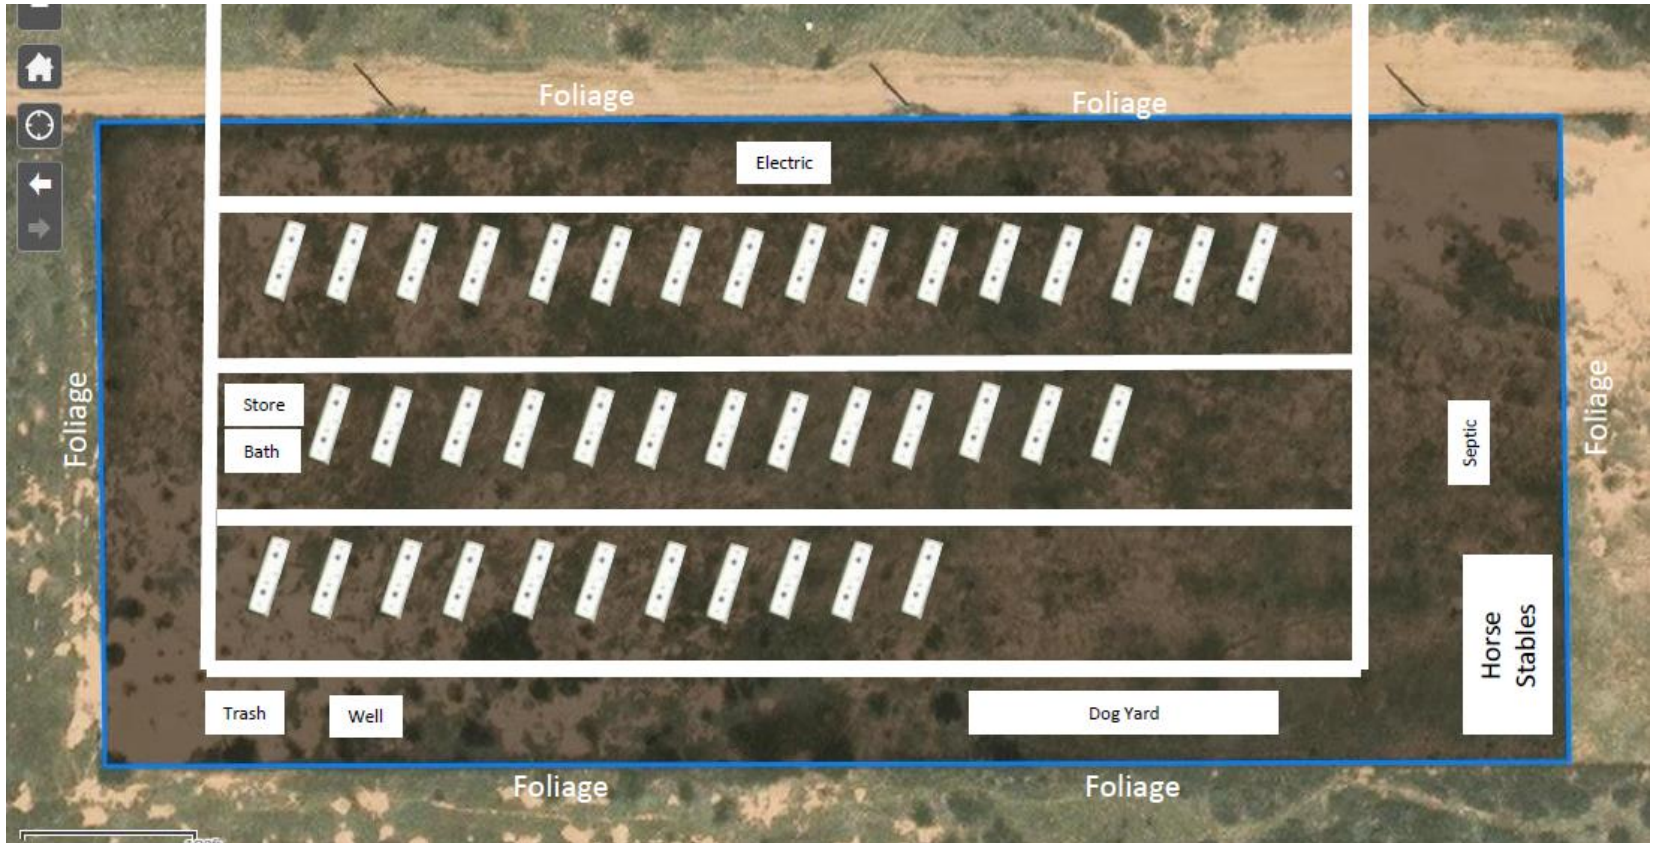 Foliage
Foliage
Electric
Foliage
Store
Bath
Septic
Foliage
Horse
Stables
Trash
Well
Dog Yard
Foliage
Foliage